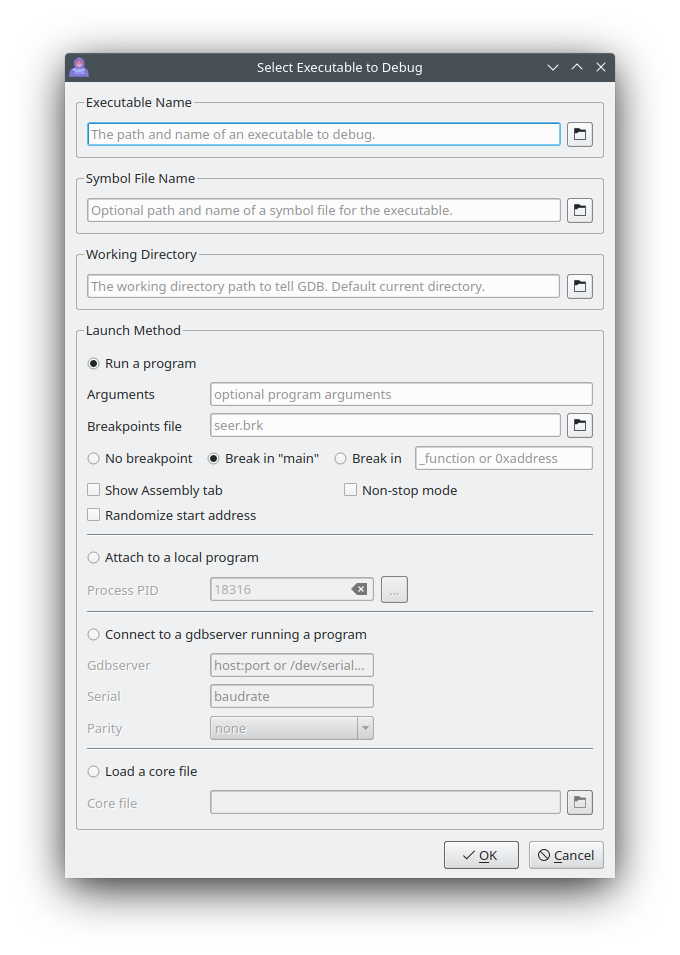 Select Executable to Debug
Executable Name
The path and name of an executable to debug.
Symbol File Name
Optional path and name of a symbol file for the executable.
Working Directory
The working directory path to tell GDB. Default current directory.
Launch Method
Run a program
Arguments optional program arguments
Breakpoints file seer.brk
No breakpoint Break in "main" Break in _function or 0xaddress
Show Assembly tab Non-stop mode
Randomize start address
Attach to a local program
Process PID 18316 ...
Connect to a gdbserver running a program
Gdbserver host:port or /dev/serial...
Serial baudrate
Parity none
Load a core file
Core file
OK Cancel